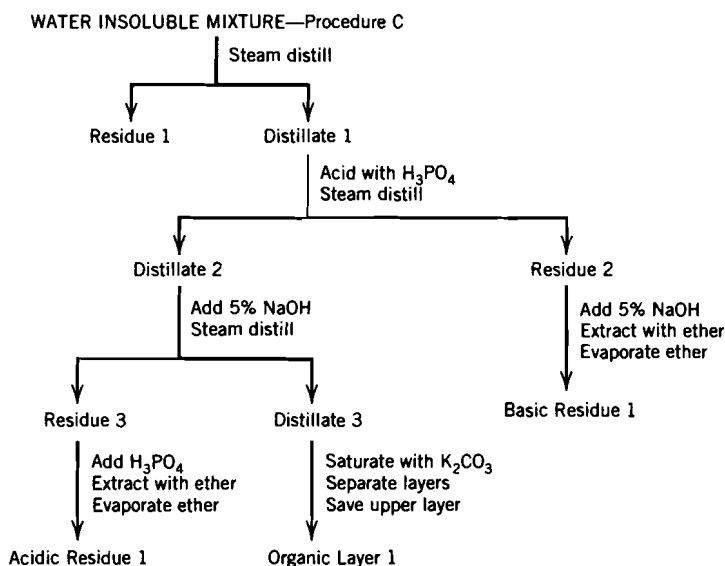 WATER INSOLUBLE MIXTURE—Procedure C
Steam distill
Residue 1
Distillate 1
Acid with H₃PO₄
Steam distill
Distillate 2
Residue 2
Add 5% NaOH
Steam distill
Add 5% NaOH
Extract with ether
Evaporate ether
Residue 3
Distillate 3
Basic Residue 1
Add H₃PO₄
Extract with ether
Evaporate ether
Saturate with K₂CO₃
Separate layers
Save upper layer
Acidic Residue 1
Organic Layer 1